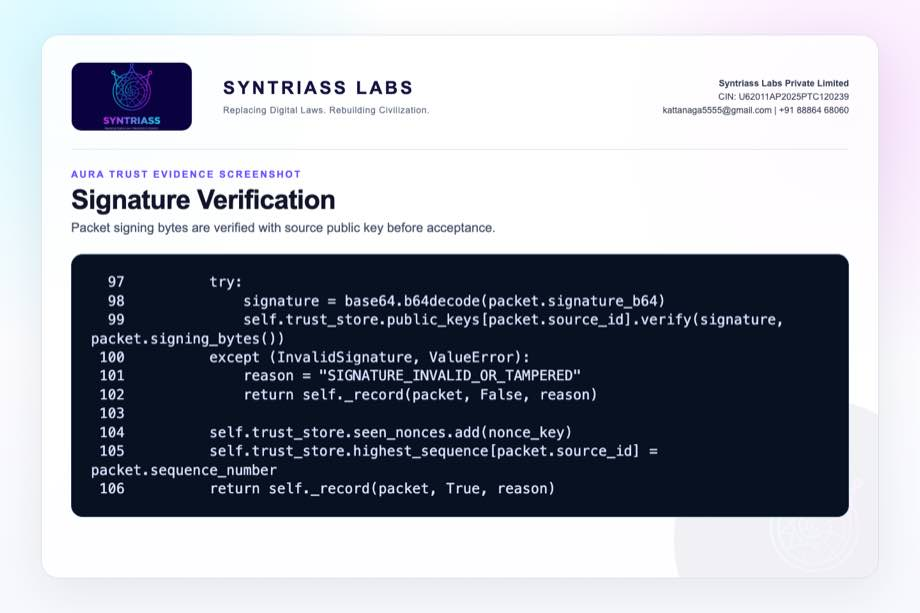 SYNTRIASS
SYNTRIASS LABS
Replacing Digital Laws. Rebuilding Civilization.
Syntriass Labs Private Limited
CIN: U62011AP2025PTC120239
kattanaga5555@gmail.com | +91 88864 68060
AURA TRUST EVIDENCE SCREENSHOT
Signature Verification
Packet signing bytes are verified with source public key before acceptance.
97 try:
98 signature = base64.b64decode(packet.signature_b64)
99 self.trust_store.public_keys[packet.source_id].verify(signature,
packet.signing_bytes())
100 except (InvalidSignature, ValueError):
101 reason = "SIGNATURE_INVALID_OR_TAMPERED"
102 return self._record(packet, False, reason)
103
104 self.trust_store.seen_nonces.add(nonce_key)
105 self.trust_store.highest_sequence[packet.source_id] =
packet.sequence_number
106 return self._record(packet, True, reason)